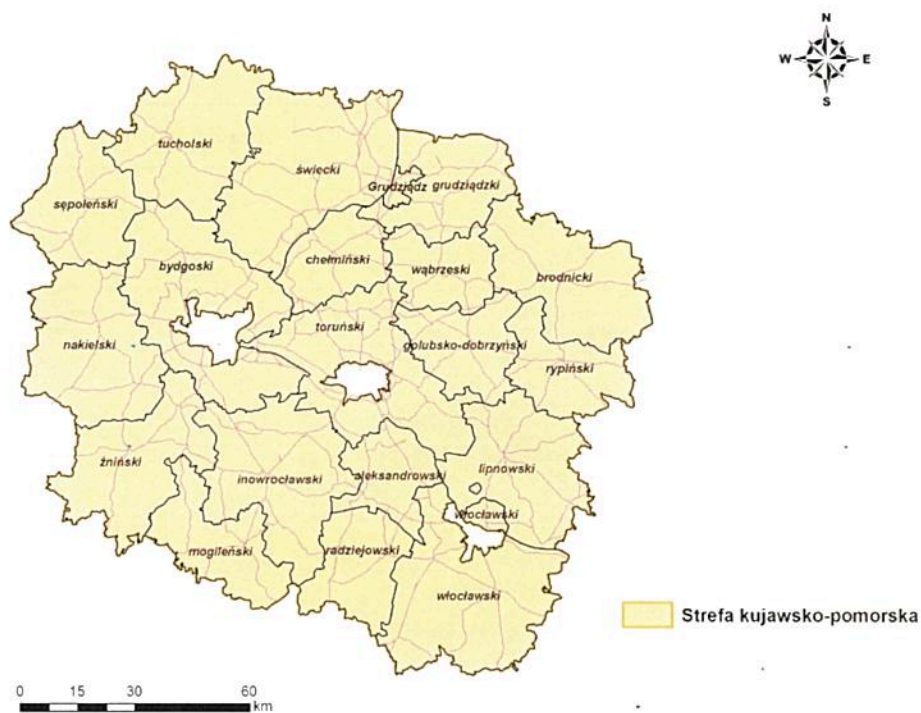 N
W E
S
tucholski
świecki
Grudziądz grudziądzki
sępoleński
bydgoski
chełmiński
wąbrzeski
brodnicki
nakielski
toruński
golubsko-dobrzyński
rypiński
żniński
inowrocławski
aleksandrowski
lipnowski
włocławski
mogileński
radziejowski
włocławski
Strefa kujawsko-pomorska
0 15 30 60
km